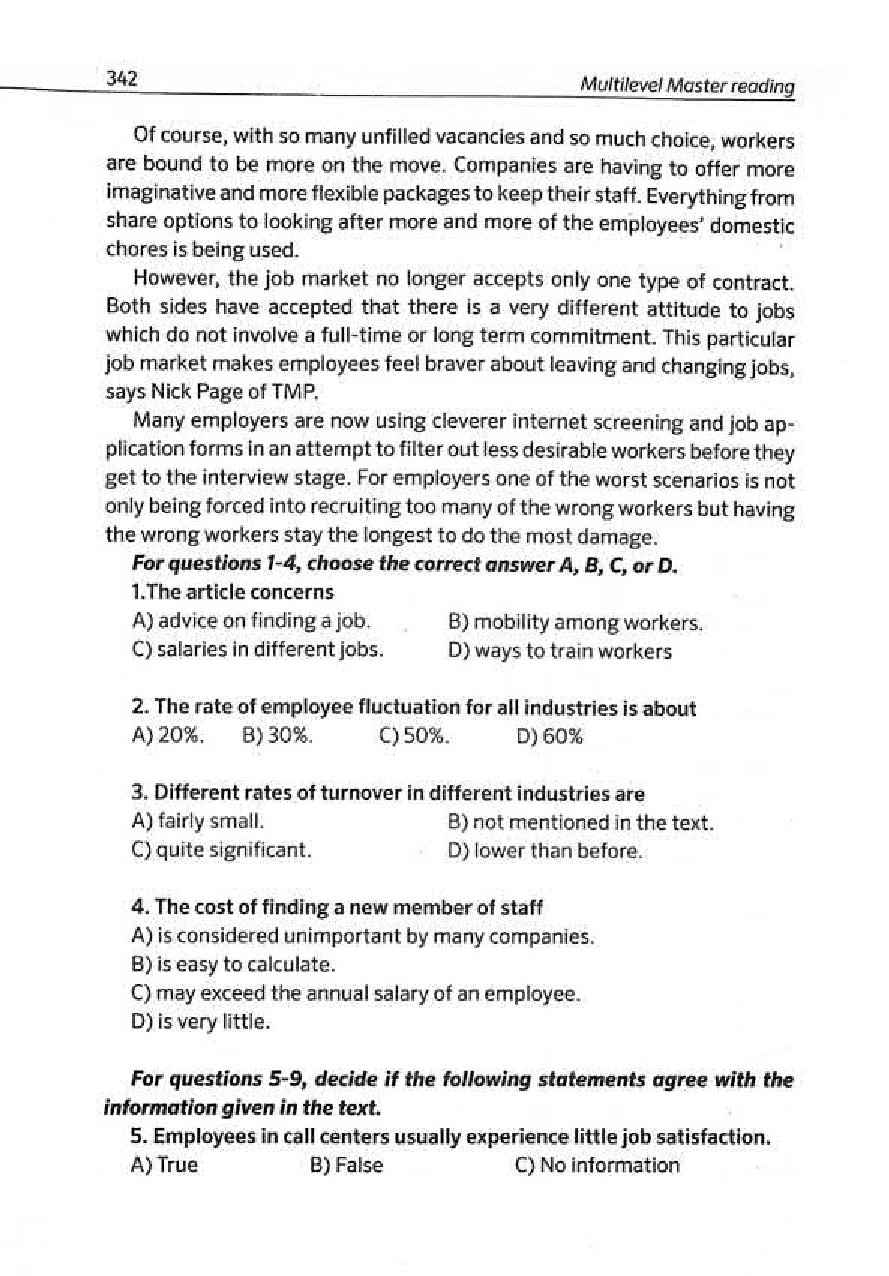 342
Multilevel Master reading
Of course, with so many unfilled vacancies and so much choice, workers
are bound to be more on the move. Companies are having to offer more
imaginative and more flexible packages to keep their staff. Everything from
share options to looking after more and more of the employees' domestic
chores is being used.
However, the job market no longer accepts only one type of contract.
Both sides have accepted that there is a very different attitude to jobs
which do not involve a full-time or long term commitment. This particular
job market makes employees feel braver about leaving and changing jobs,
says Nick Page of TMP.
Many employers are now using cleverer internet screening and job ap-
plication forms in an attempt to filter out less desirable workers before they
get to the interview stage. For employers one of the worst scenarios is not
only being forced into recruiting too many of the wrong workers but having
the wrong workers stay the longest to do the most damage.
For questions 1-4, choose the correct answer A, B, C, or D.
1.The article concerns
A) advice on finding a job. B) mobility among workers.
C) salaries in different jobs. D) ways to train workers
2. The rate of employee fluctuation for all industries is about
A) 20%. B) 30%. C) 50%. D) 60%
3. Different rates of turnover in different industries are
A) fairly small. B) not mentioned in the text.
C) quite significant. D) lower than before.
4. The cost of finding a new member of staff
A) is considered unimportant by many companies.
B) is easy to calculate.
C) may exceed the annual salary of an employee.
D) is very little.
For questions 5-9, decide if the following statements agree with the
information given in the text.
5. Employees in call centers usually experience little job satisfaction.
A) True B) False C) No information